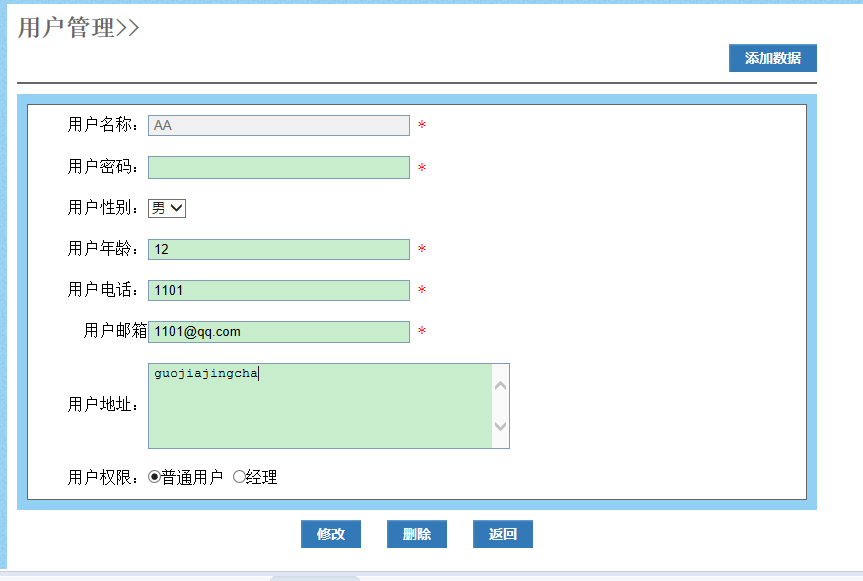 用户管理>>
添加数据
用户名称： AA *
用户密码： *
用户性别： 男
用户年龄： 12 *
用户电话： 1101 *
用户邮箱 1101@qq.com *
用户地址： guojiajingcha
用户权限： 普通用户 经理
修改 删除 返回